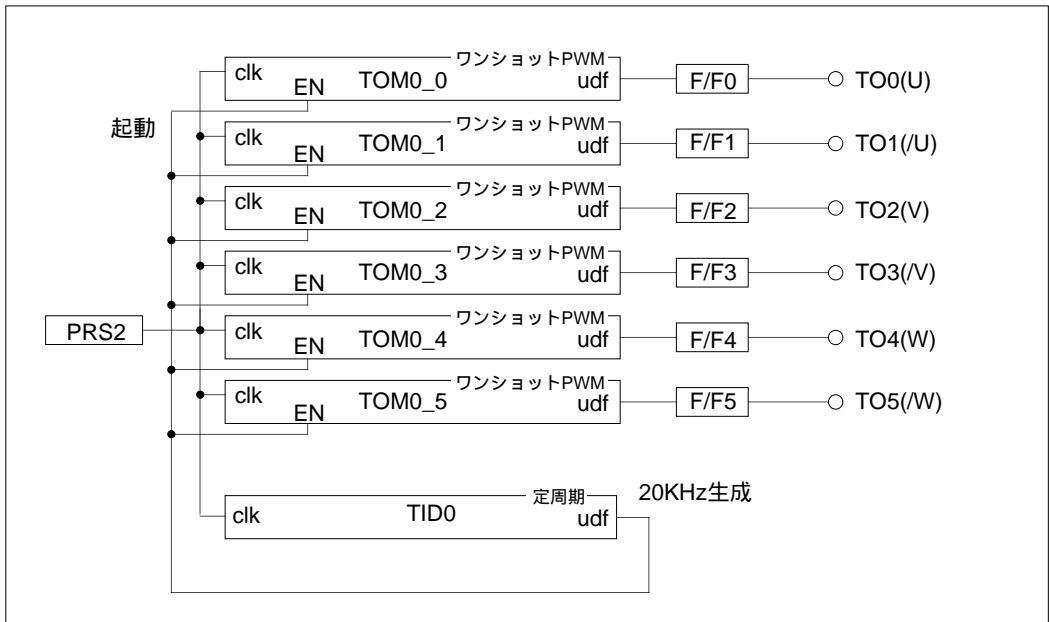 ワンショットPWM
clk EN TOM0_0 udf F/F0 TO0(U)
起動
ワンショットPWM
clk EN TOM0_1 udf F/F1 TO1(/U)
ワンショットPWM
clk EN TOM0_2 udf F/F2 TO2(V)
ワンショットPWM
clk EN TOM0_3 udf F/F3 TO3(/V)
ワンショットPWM
PRS2 clk EN TOM0_4 udf F/F4 TO4(W)
ワンショットPWM
clk EN TOM0_5 udf F/F5 TO5(/W)
定周期 20KHz生成
clk TID0 udf